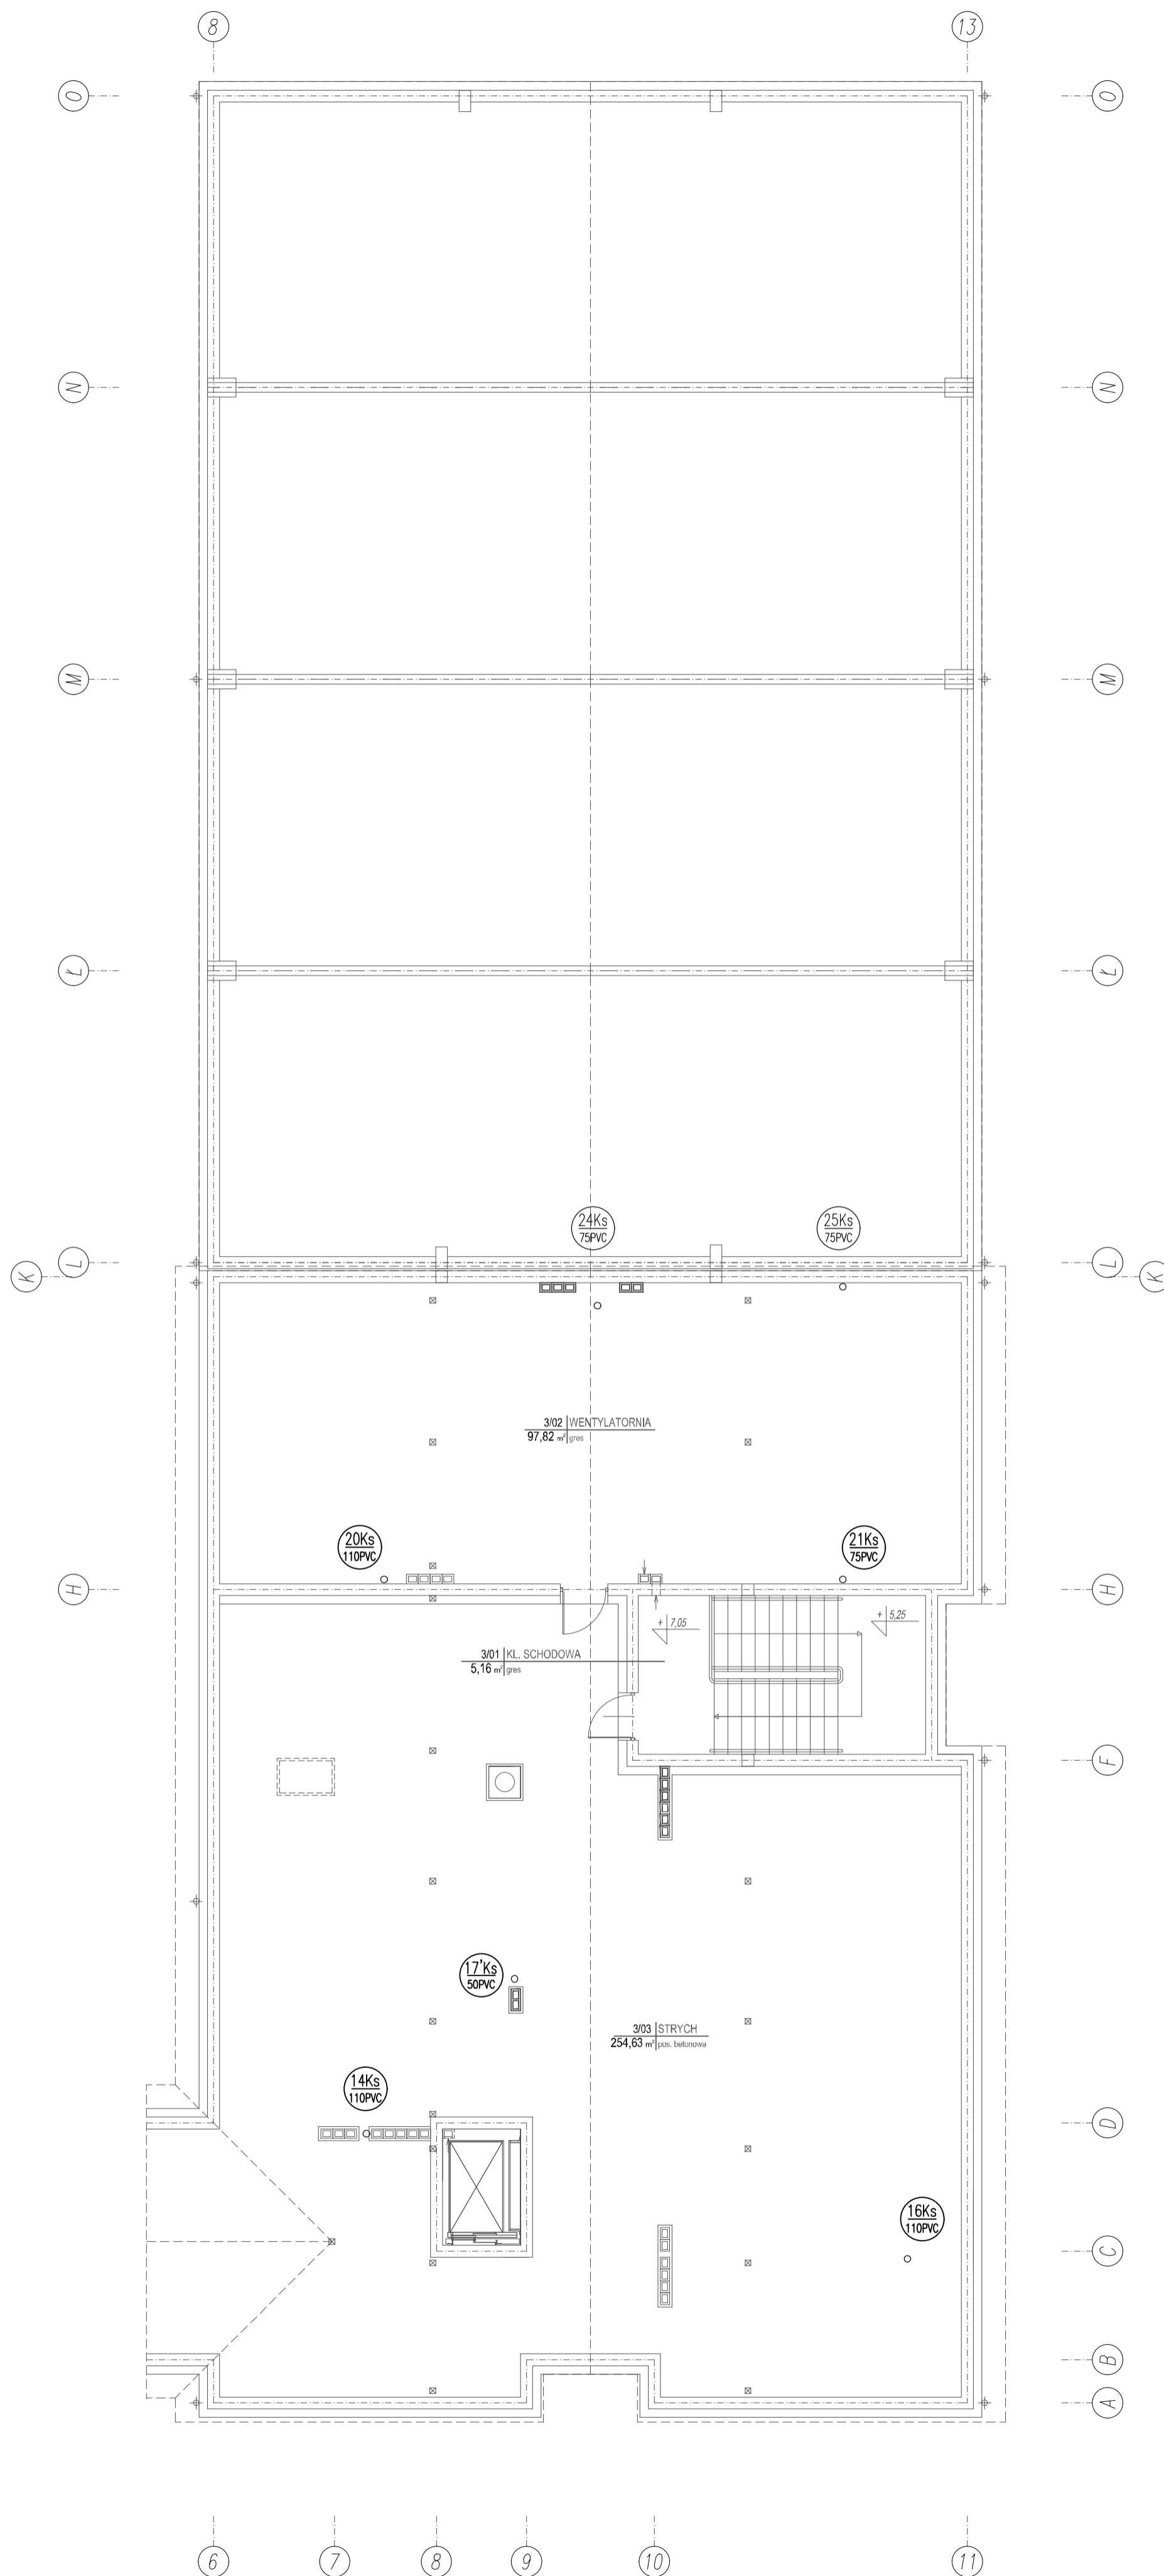 8 13
O O
N N
M M
Ł Ł
24Ks 25Ks
75PVC 75PVC
L L
K K
3/02 WENTYLATORNIA
97,82 m² gres
20Ks 21Ks
110PVC 75PVC
H H
+ 7,05 + 5,25
3/01 KL. SCHODOWA
5,16 m² gres
F
17'Ks
50PVC
3/03 STRYCH
254,63 m² pos. betonowa
14Ks
110PVC
D
16Ks
110PVC
C
B
A
6 7 8 9 10 11